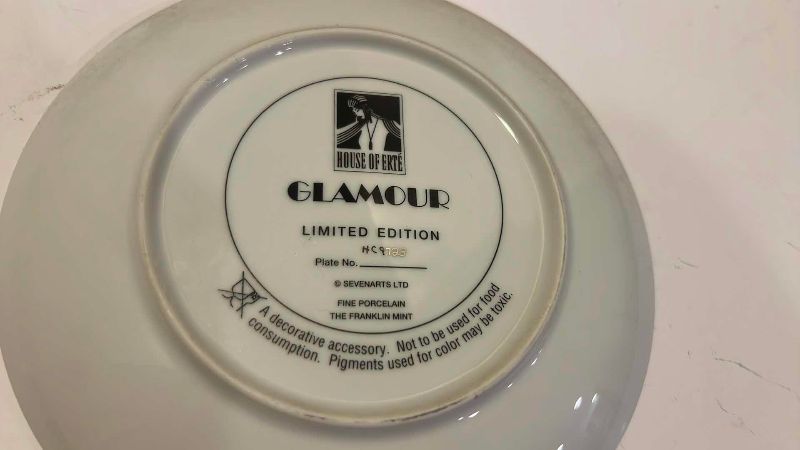 HOUSE OF ERTÉ
GLAMOUR
LIMITED EDITION
Plate No. HC9723
© SEVENARTS LTD
FINE PORCELAIN
THE FRANKLIN MINT
A decorative accessory. Not to be used for food
consumption. Pigments used for color may be toxic.